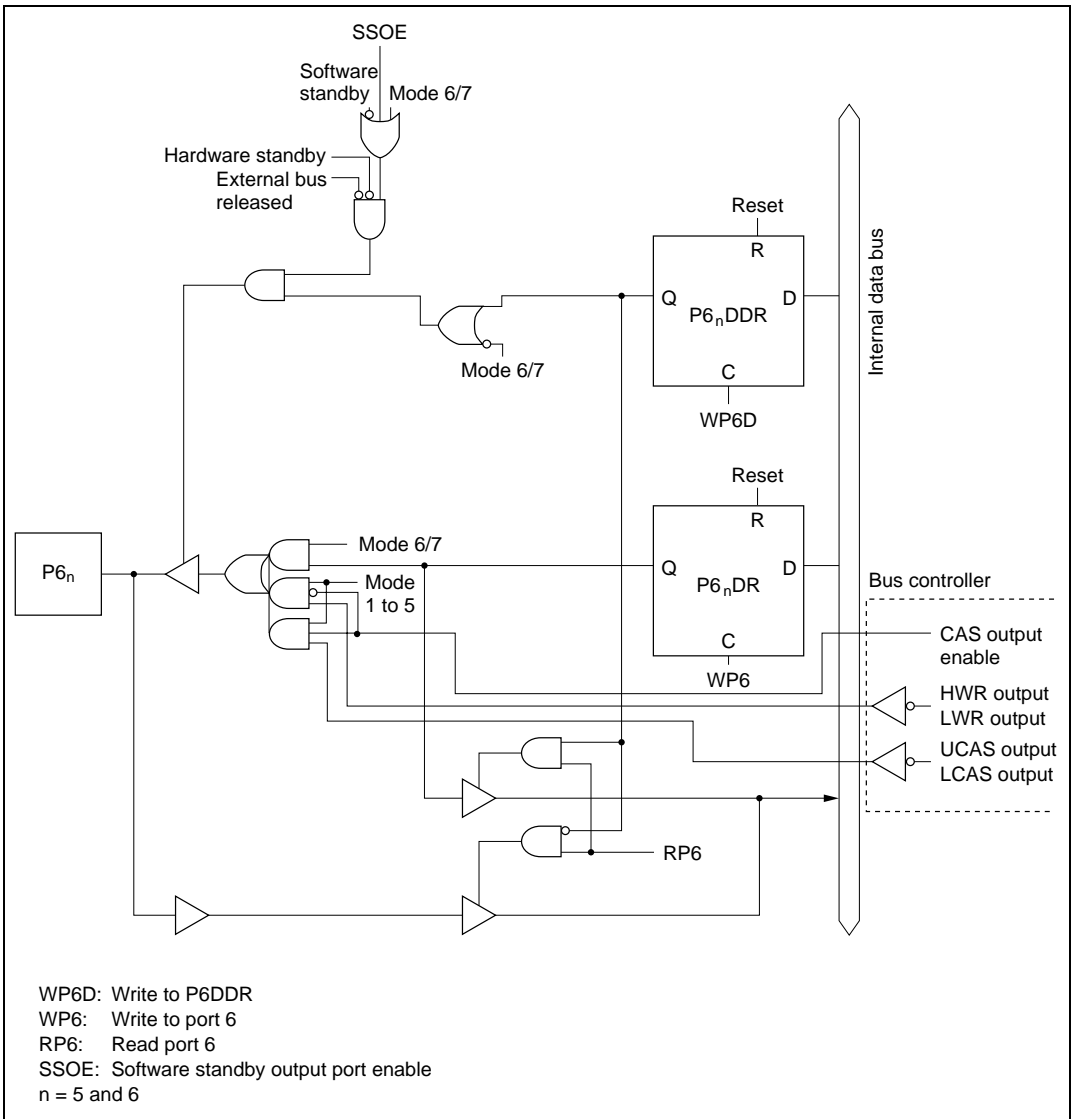 SSOE
Software
standby
Mode 6/7
Hardware standby
External bus
released
Reset
R
Q
D
P6nDDR
C
WP6D
Mode 6/7
Internal data bus
Reset
R
Q
D
P6nDR
C
WP6
P6n
Mode 6/7
Mode
1 to 5
Bus controller
CAS output
enable
HWR output
LWR output
UCAS output
LCAS output
RP6
WP6D: Write to P6DDR
WP6: Write to port 6
RP6: Read port 6
SSOE: Software standby output port enable
n = 5 and 6